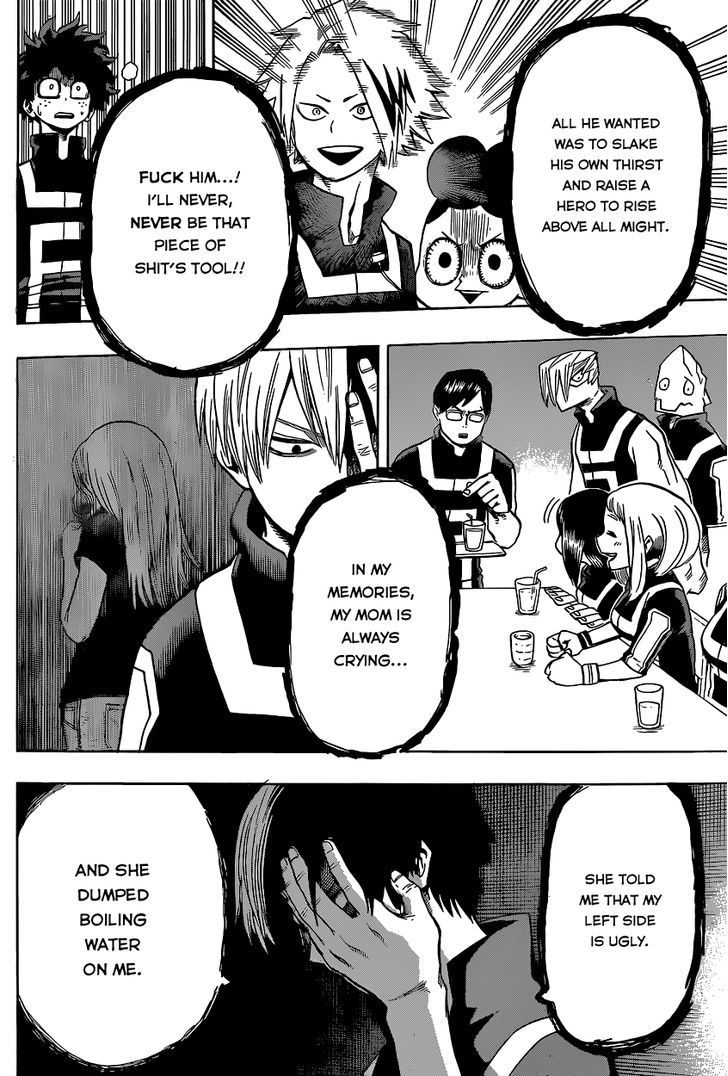 ALL HE WANTED
WAS TO SLAKE
HIS OWN THIRST
AND RAISE A
HERO TO RISE
ABOVE ALL MIGHT.
FUCK HIM...!
I'LL NEVER,
NEVER BE THAT
PIECE OF
SHIT'S TOOL!!
IN MY
MEMORIES,
MY MOM IS
ALWAYS
CRYING...
SHE TOLD
ME THAT MY
LEFT SIDE
IS UGLY.
AND SHE
DUMPED
BOILING
WATER
ON ME.